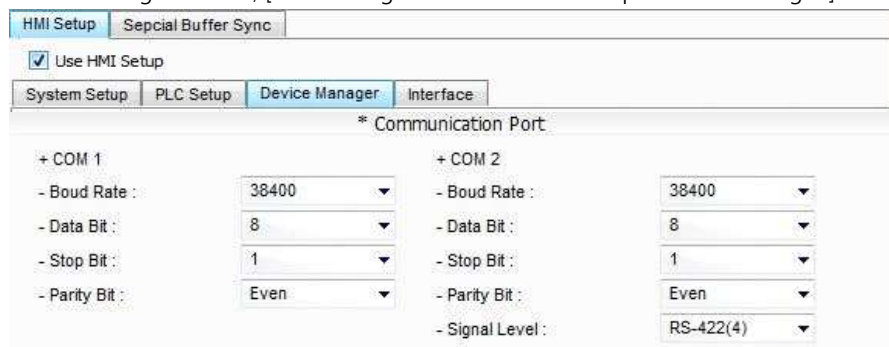 HMI Setup Sepcial Buffer Sync
Use HMI Setup
System Setup PLC Setup Device Manager Interface
* Communication Port
+ COM 1 + COM 2
- Boud Rate : 38400 - Boud Rate : 38400
- Data Bit : 8 - Data Bit : 8
- Stop Bit : 1 - Stop Bit : 1
- Parity Bit : Even - Parity Bit : Even
- Signal Level : RS-422(4)